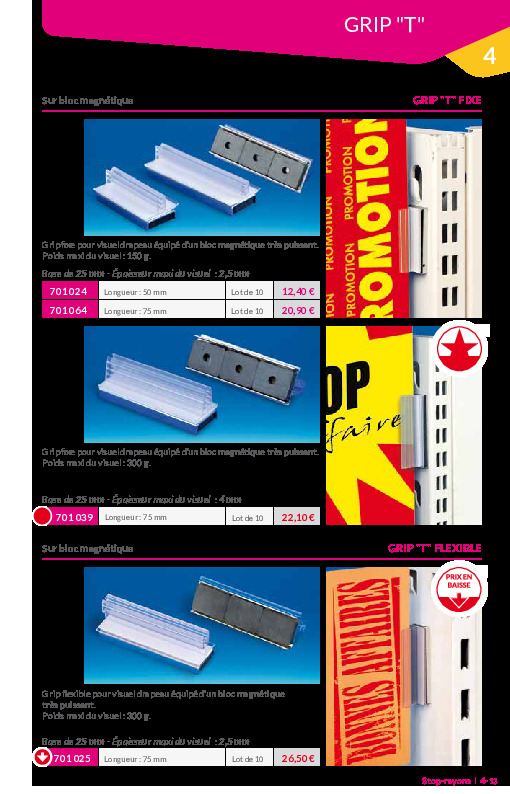 GRIP "T"
4
Sur bloc magnétique
GRIP "T" FIXE
Grip fixe pour visuel drapeau équipé d'un bloc magnétique très puissant.
Poids maxi du visuel : 150 g.
Base de 25 mm - Épaisseur maxi du visuel : 2,5 mm
701024 Longueur : 50 mm Lot de 10 12,40 €
701064 Longueur : 75 mm Lot de 10 20,90 €
PROMOTION
PROMOTION PROMOTION
PROMOTION
ROMOTION
Grip fixe pour visuel drapeau équipé d'un bloc magnétique très puissant.
Poids maxi du visuel : 300 g.
Base de 25 mm - Épaisseur maxi du visuel : 4 mm
701039 Longueur : 75 mm Lot de 10 22,10 €
OP
faire
Sur bloc magnétique
GRIP "T" FLEXIBLE
PRIX EN
BAISSE
BONNES AFFAIRES
Grip flexible pour visuel drapeau équipé d'un bloc magnétique
très puissant.
Poids maxi du visuel : 300 g.
Base de 25 mm - Épaisseur maxi du visuel : 2,5 mm
701025 Longueur : 75 mm Lot de 10 26,50 €
Stop-rayons | 4-13